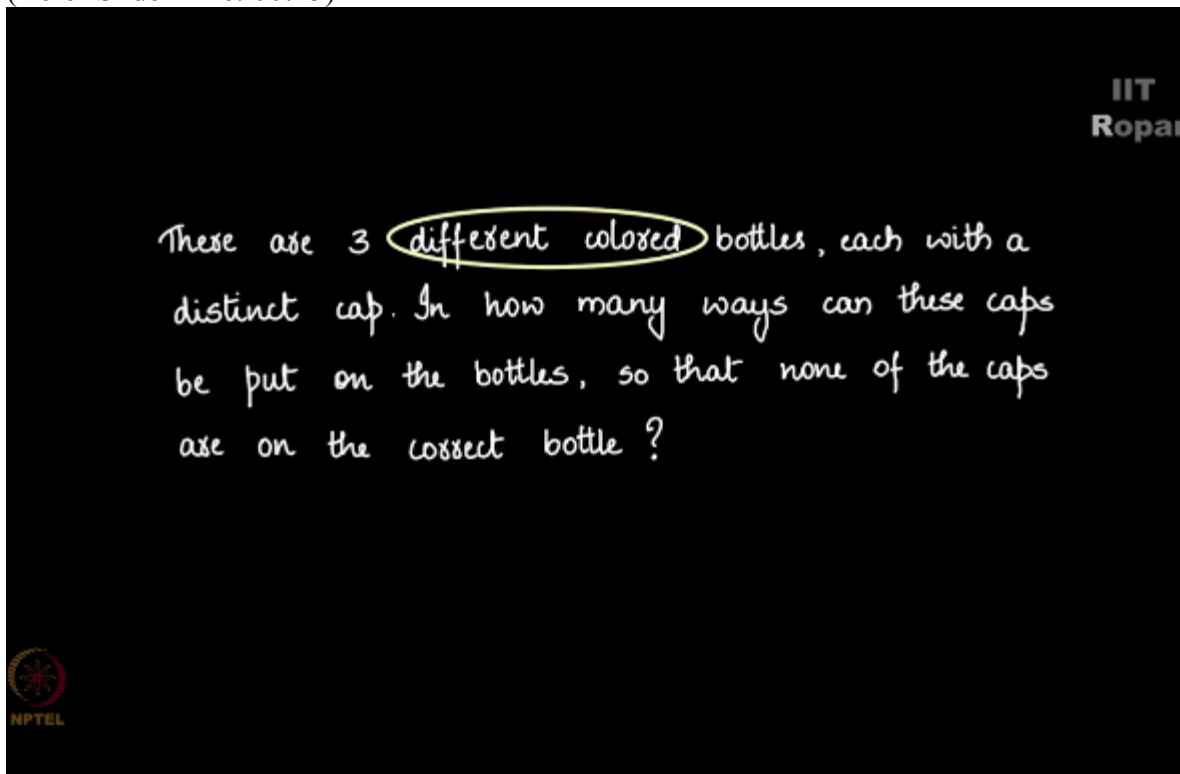 IIT
Ropar
There are 3 different colored bottles, each with a
distinct cap. In how many ways can these caps
be put on the bottles, so that none of the caps
are on the correct bottle?
NPTEL